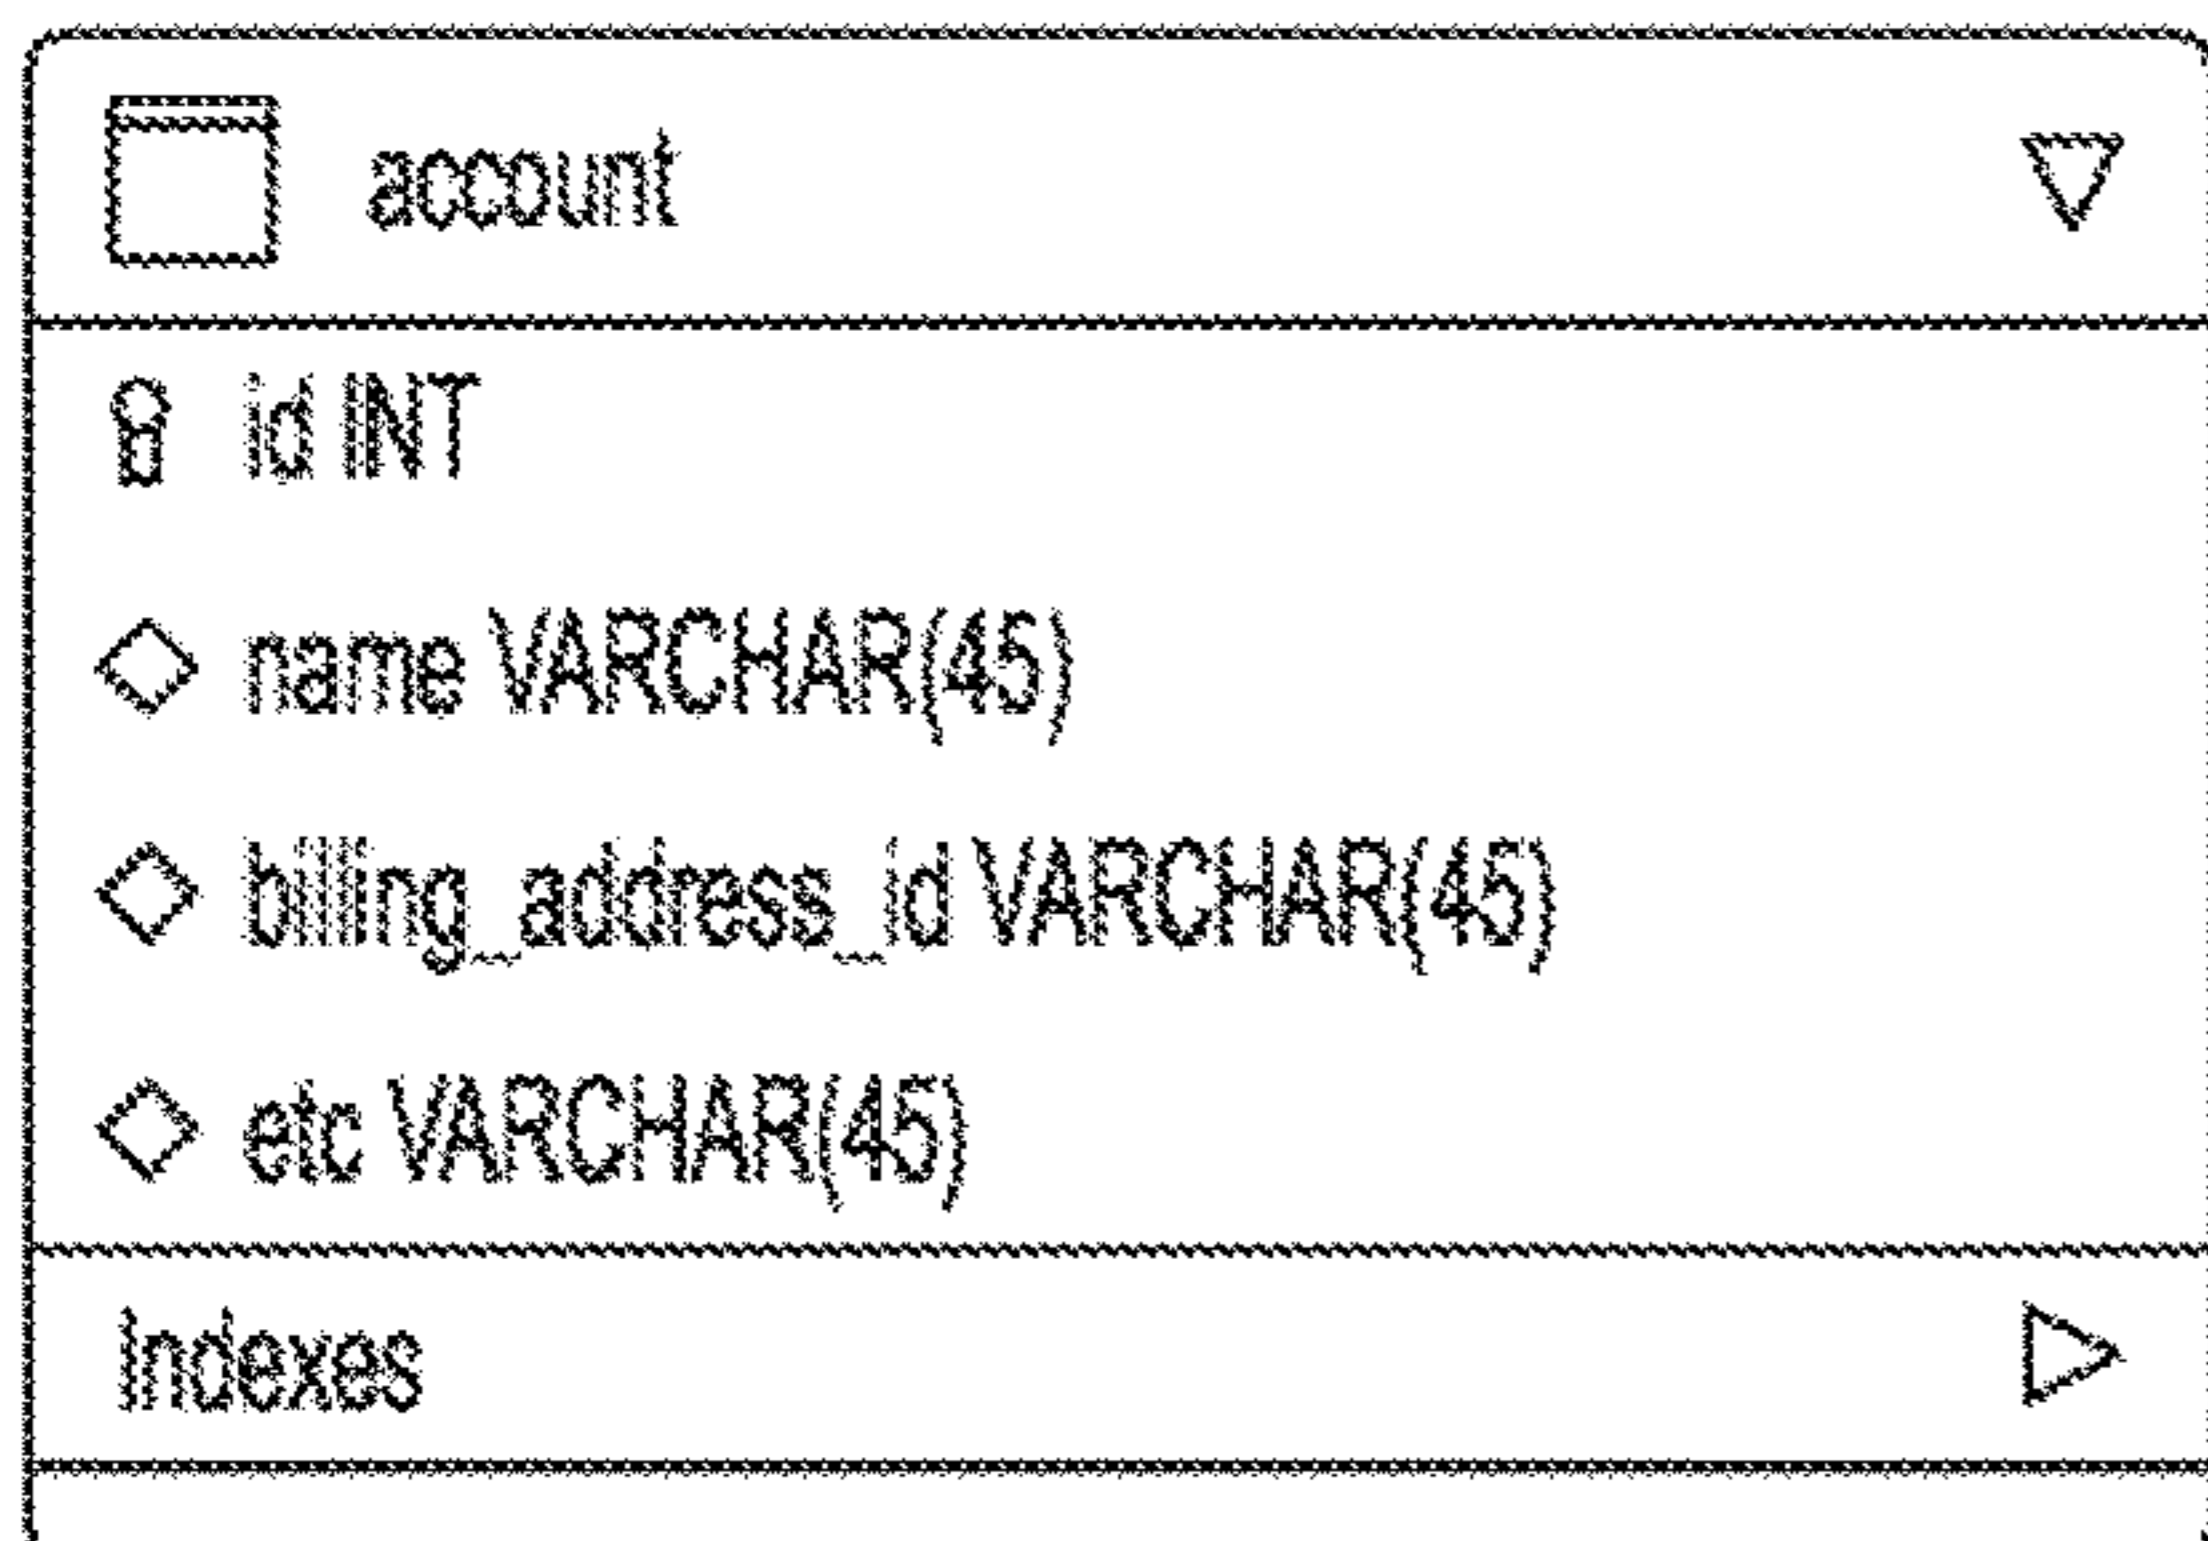 account
id INT
name VARCHAR(45)
billing_address_id VARCHAR(45)
etc VARCHAR(45)
Indexes